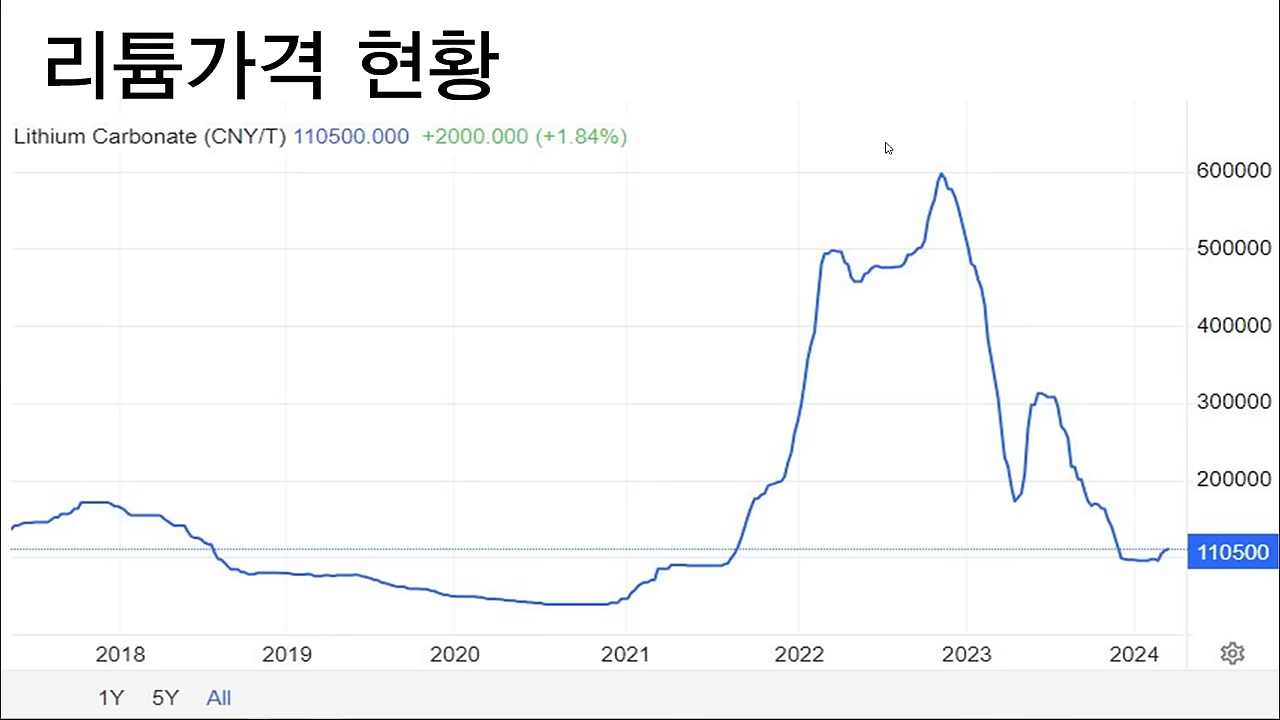 리튬가격 현황
Lithium Carbonate (CNY/T) 110500.000 +2000.000 (+1.84%)
600000
500000
400000
300000
200000
110500
2018 2019 2020 2021 2022 2023 2024
1Y 5Y All